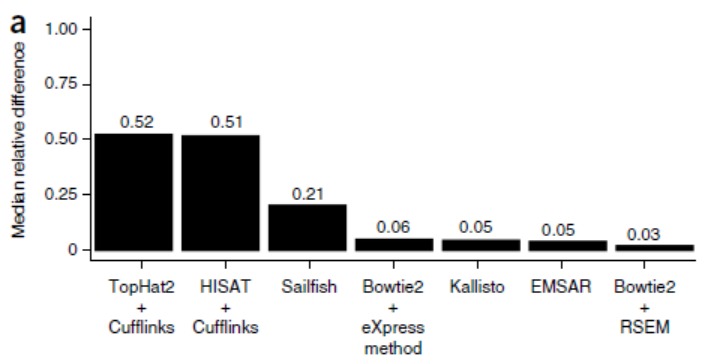 a
Median relative difference
1.00
0.75
0.50
0.25
0
0.52
0.51
0.21
0.06
0.05
0.05
0.03
TopHat2
+
Cufflinks
HISAT
+
Cufflinks
Sailfish
Bowtie2
+
eXpress
method
Kallisto
EMSAR
Bowtie2
+
RSEM